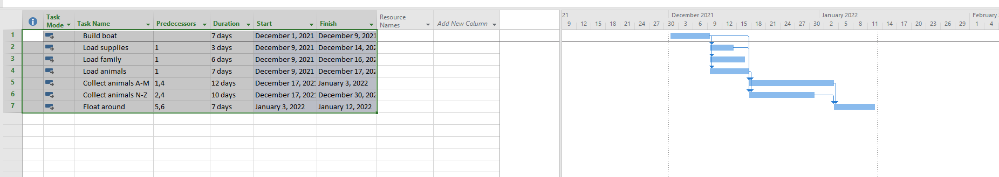 Task Mode Task Name Predecessors Duration Start Finish Resource Names Add New Column
1 Build boat 7 days December 1, 2021 December 9, 2021
2 Load supplies 1 3 days December 9, 2021 December 14, 202
3 Load family 1 6 days December 9, 2021 December 16, 202
4 Load animals 1 7 days December 9, 2021 December 17, 202
5 Collect animals A-M 1,4 12 days December 17, 202 January 3, 2022
6 Collect animals N-Z 2,4 10 days December 17, 202 December 30, 202
7 Float around 5,6 7 days January 3, 2022 January 12, 2022
21 December 2021 January 2022 February
9 12 15 18 21 24 27 30 3 6 9 12 15 18 21 24 27 30 2 5 8 11 14 17 20 23 26 29 1 4